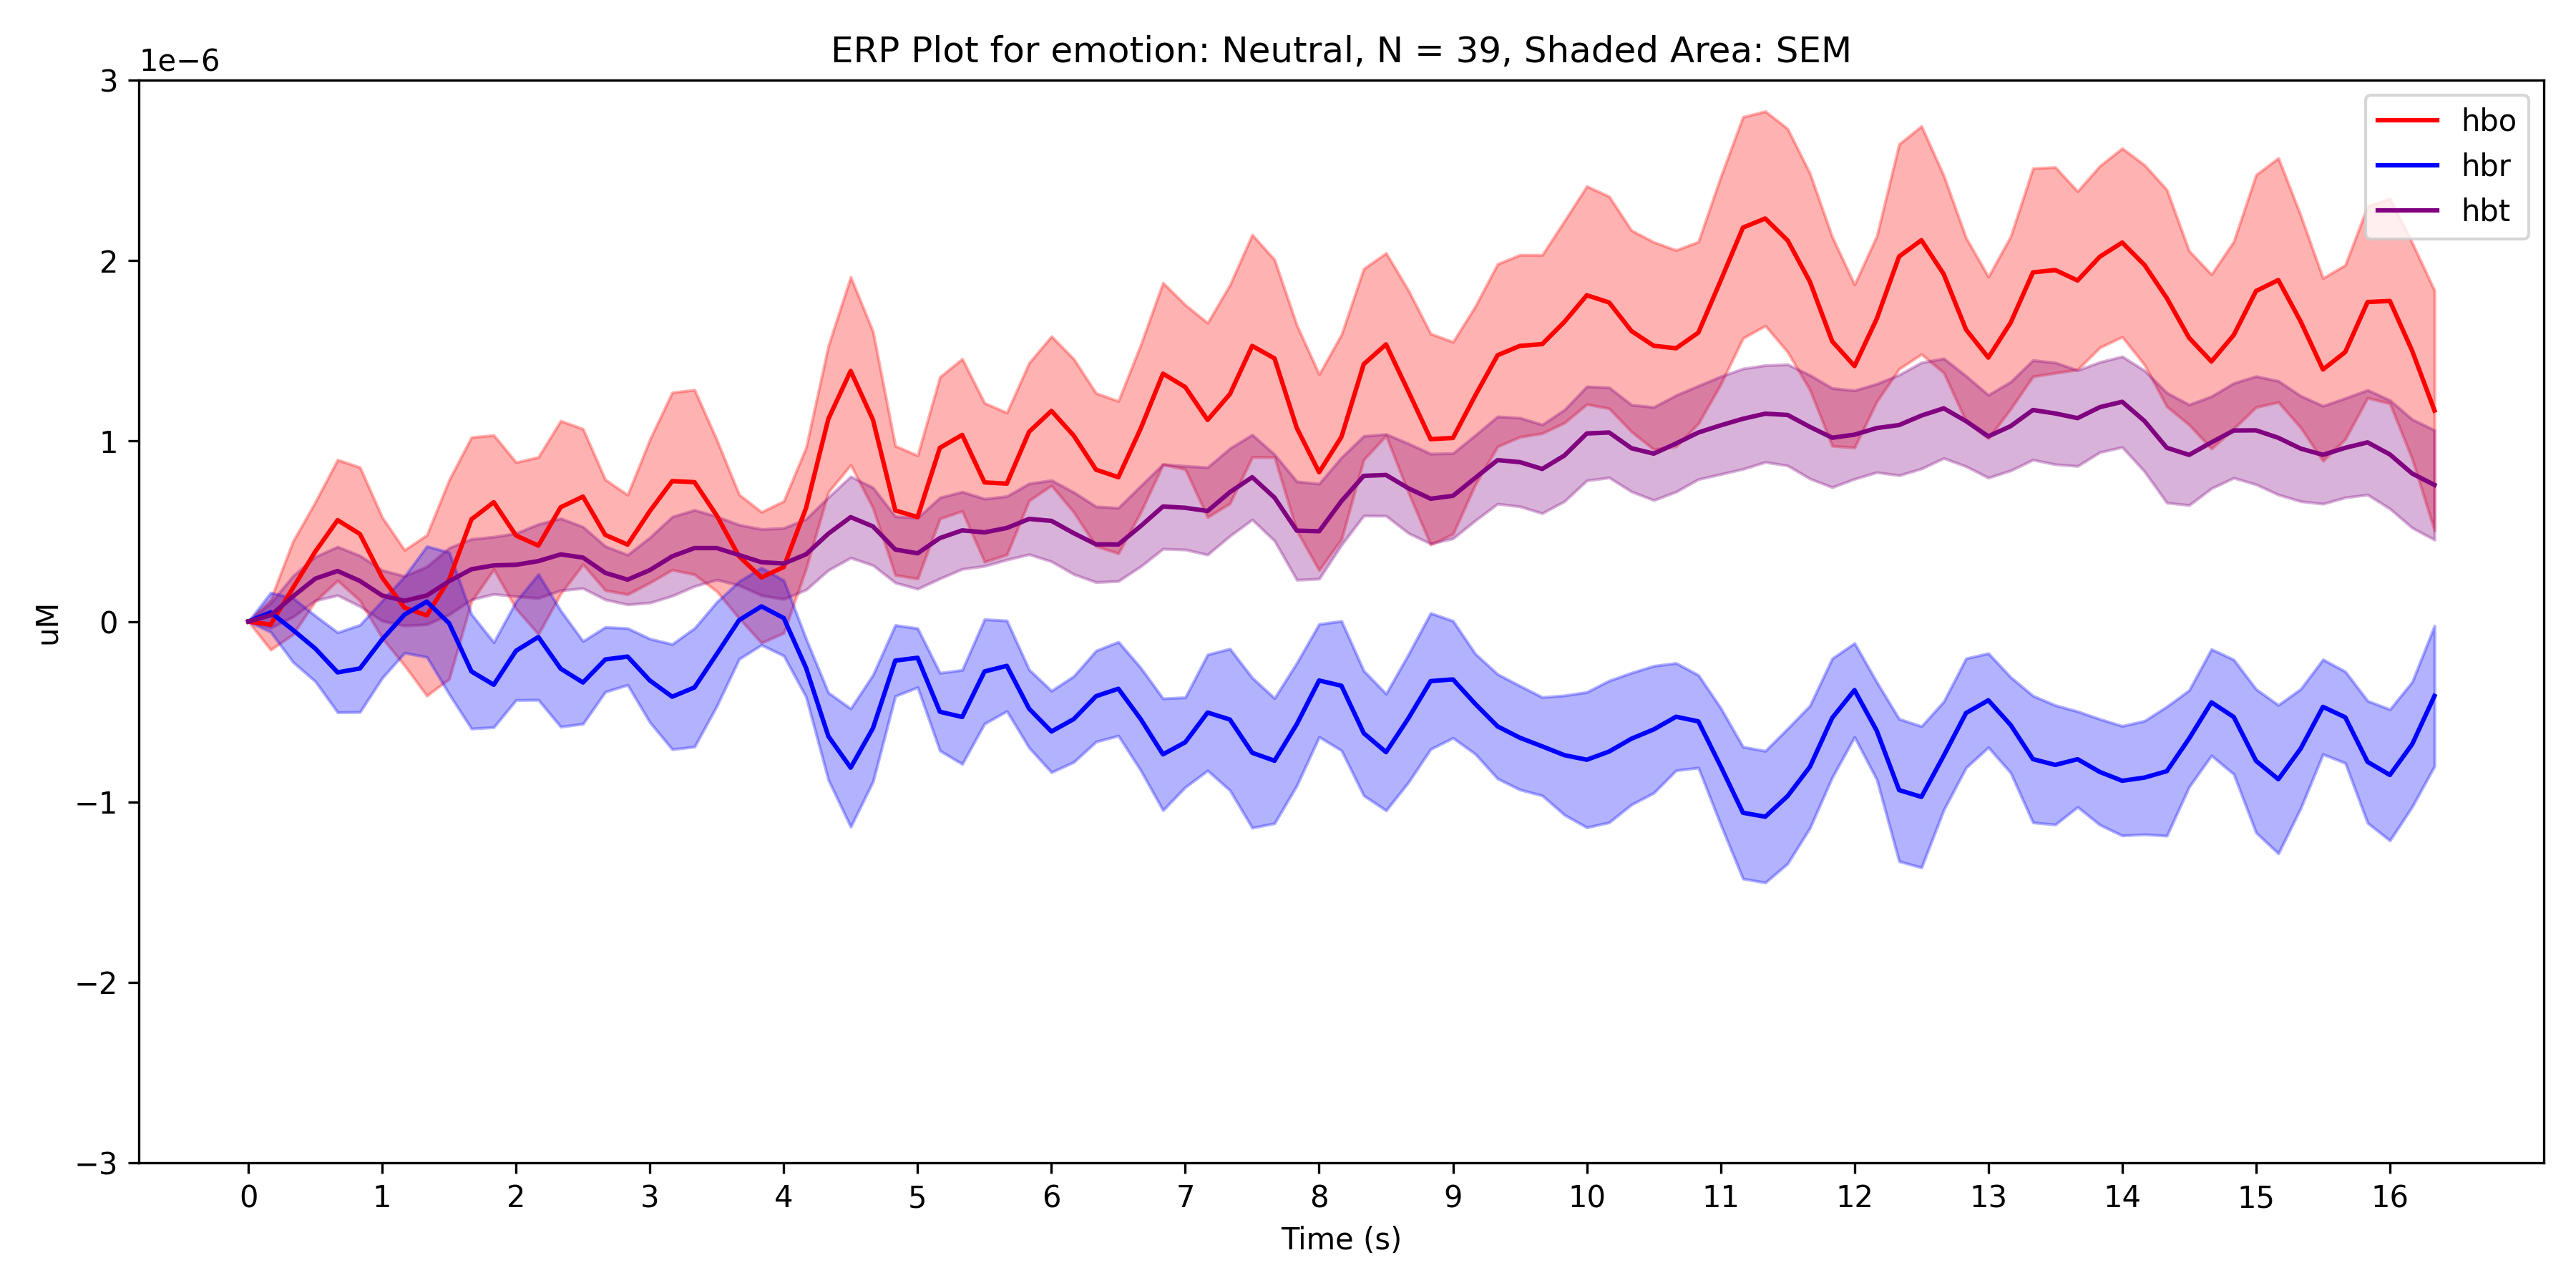 ERP Plot for emotion: Neutral, N = 39, Shaded Area: SEM
1e−6
3
2
1
0
−1
−2
−3
uM
hbo
hbr
hbt
0 1 2 3 4 5 6 7 8 9 10 11 12 13 14 15 16
Time (s)